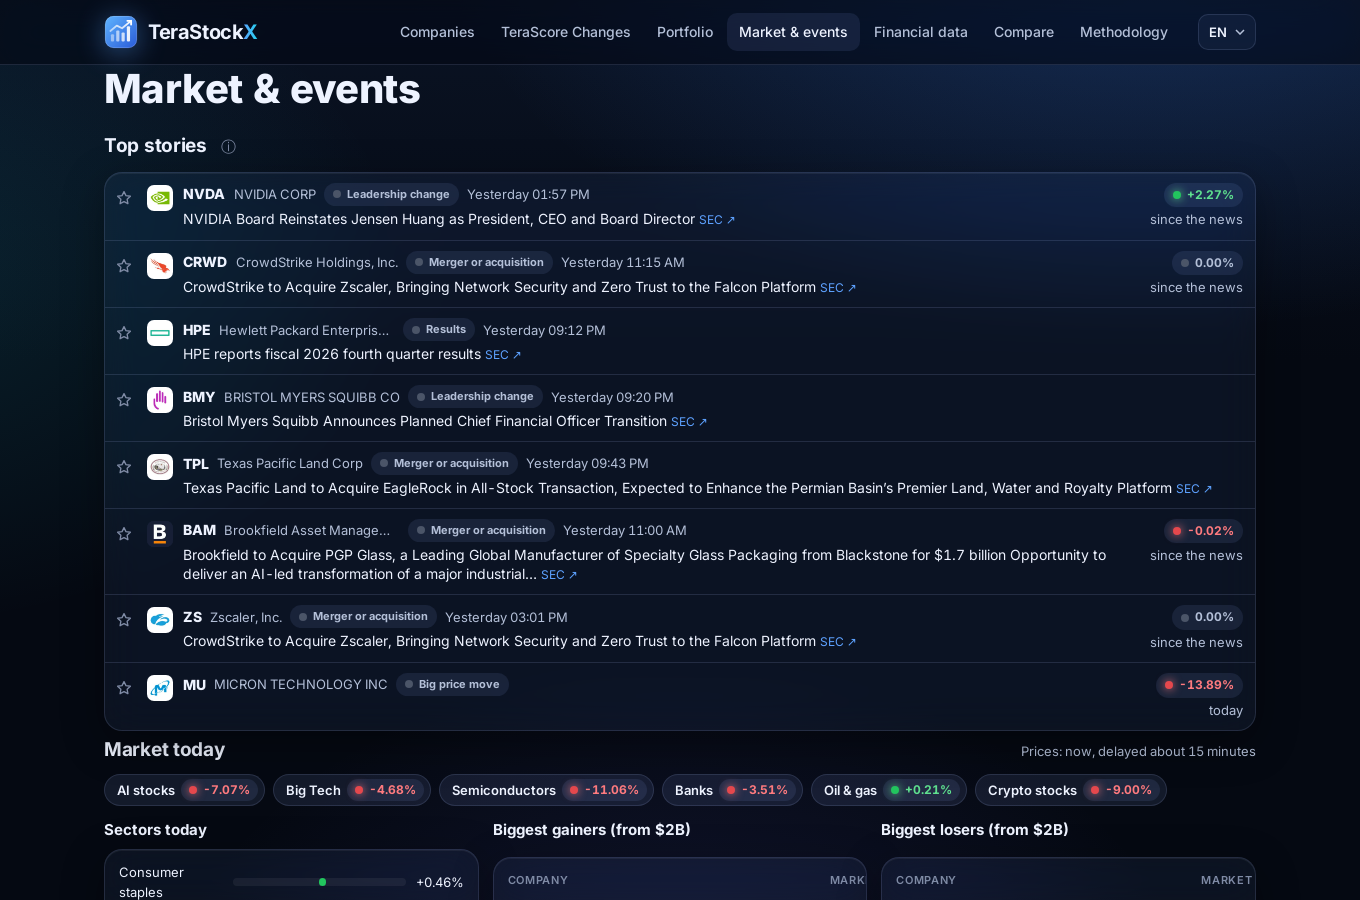 TeraStockX
Companies TeraScore Changes Portfolio Market & events Financial data Compare Methodology EN
Market & events
Top stories ⓘ
NVDA NVIDIA CORP Leadership change Yesterday 01:57 PM +2.27%
NVIDIA Board Reinstates Jensen Huang as President, CEO and Board Director SEC ↗ since the news
CRWD CrowdStrike Holdings, Inc. Merger or acquisition Yesterday 11:15 AM 0.00%
CrowdStrike to Acquire Zscaler, Bringing Network Security and Zero Trust to the Falcon Platform SEC ↗ since the news
HPE Hewlett Packard Enterpris... Results Yesterday 09:12 PM
HPE reports fiscal 2026 fourth quarter results SEC ↗
BMY BRISTOL MYERS SQUIBB CO Leadership change Yesterday 09:20 PM
Bristol Myers Squibb Announces Planned Chief Financial Officer Transition SEC ↗
TPL Texas Pacific Land Corp Merger or acquisition Yesterday 09:43 PM
Texas Pacific Land to Acquire EagleRock in All-Stock Transaction, Expected to Enhance the Permian Basin’s Premier Land, Water and Royalty Platform SEC ↗
BAM Brookfield Asset Manage... Merger or acquisition Yesterday 11:00 AM -0.02%
Brookfield to Acquire PGP Glass, a Leading Global Manufacturer of Specialty Glass Packaging from Blackstone for $1.7 billion Opportunity to since the news
deliver an AI-led transformation of a major industrial... SEC ↗
ZS Zscaler, Inc. Merger or acquisition Yesterday 03:01 PM 0.00%
CrowdStrike to Acquire Zscaler, Bringing Network Security and Zero Trust to the Falcon Platform SEC ↗ since the news
MU MICRON TECHNOLOGY INC Big price move -13.89%
today
Market today Prices: now, delayed about 15 minutes
AI stocks -7.07% Big Tech -4.68% Semiconductors -11.06% Banks -3.51% Oil & gas +0.21% Crypto stocks -9.00%
Sectors today Biggest gainers (from $2B) Biggest losers (from $2B)
Consumer staples +0.46%
COMPANY MARK
COMPANY MARKET